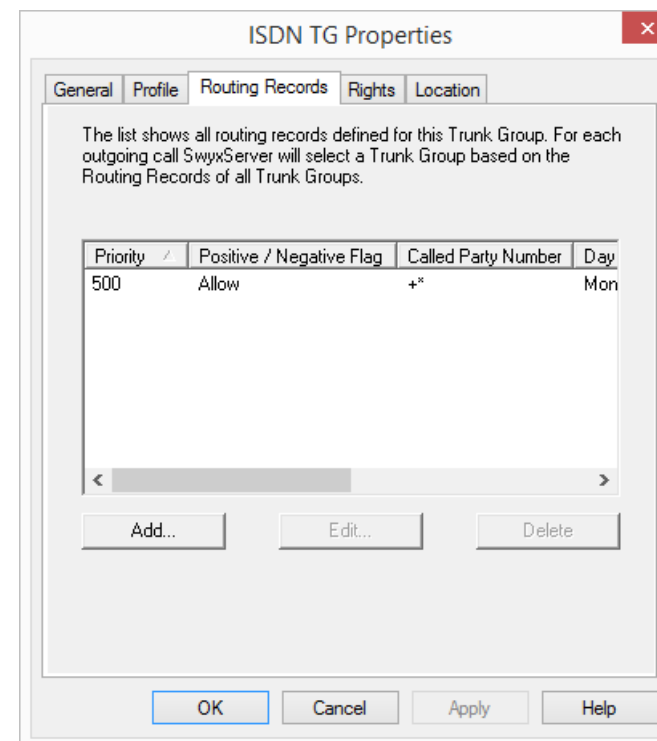 ISDN TG Properties
General Profile Routing Records Rights Location
The list shows all routing records defined for this Trunk Group. For each
outgoing call SwyxServer will select a Trunk Group based on the
Routing Records of all Trunk Groups.
Priority Positive / Negative Flag Called Party Number Day
500 Allow +* Mon
Add... Edit... Delete
OK Cancel Apply Help